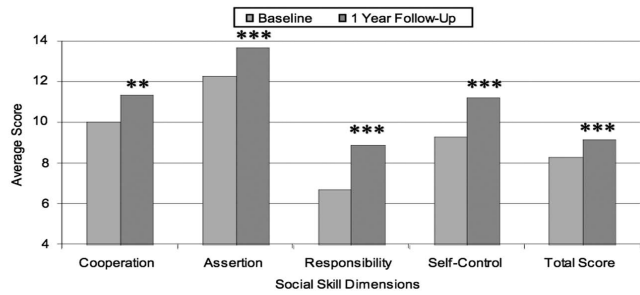 Baseline 1 Year Follow-Up
14
12
10
8
6
4
Average Score
** *** *** *** ***
Cooperation Assertion Responsibility Self-Control Total Score
Social Skill Dimensions